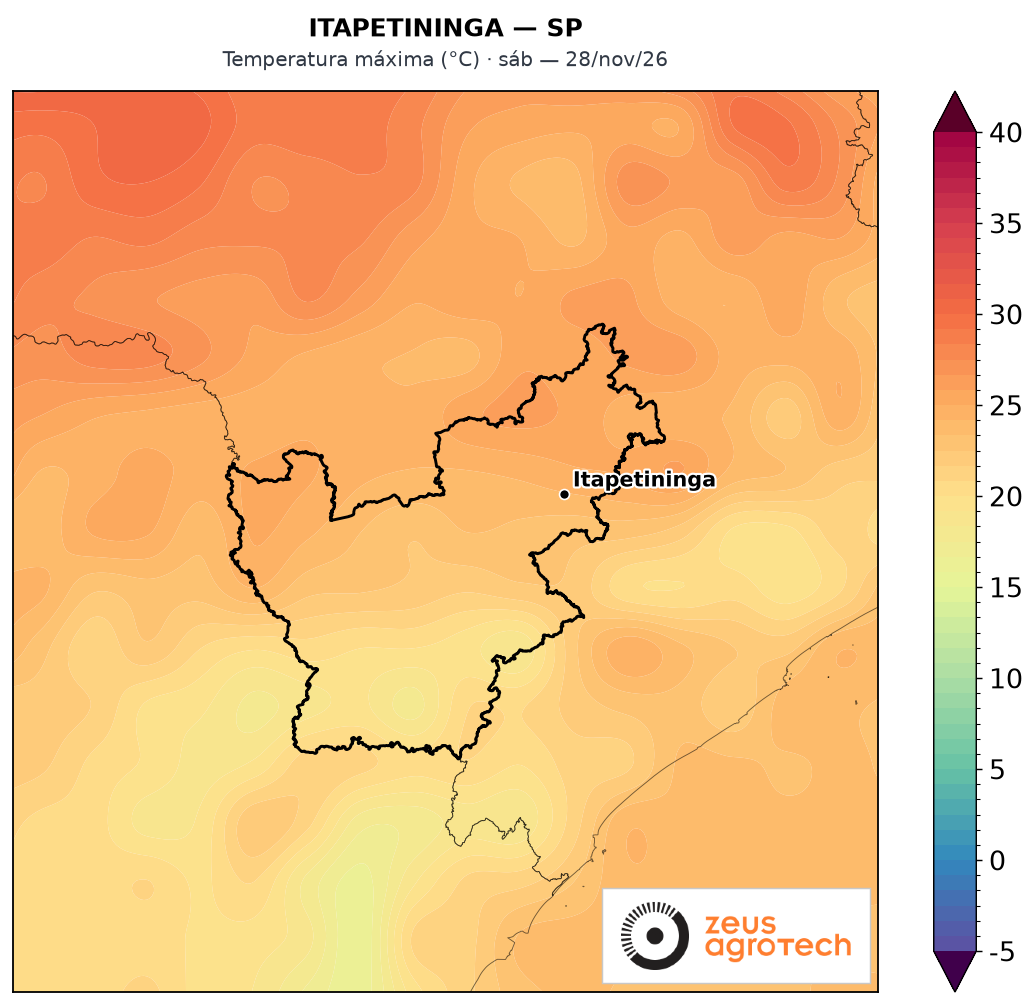 ITAPETININGA — SP
Temperatura máxima (°C) · sáb — 28/nov/26
Itapetininga
40
35
30
25
20
15
10
5
0
-5
zeus
agrotech